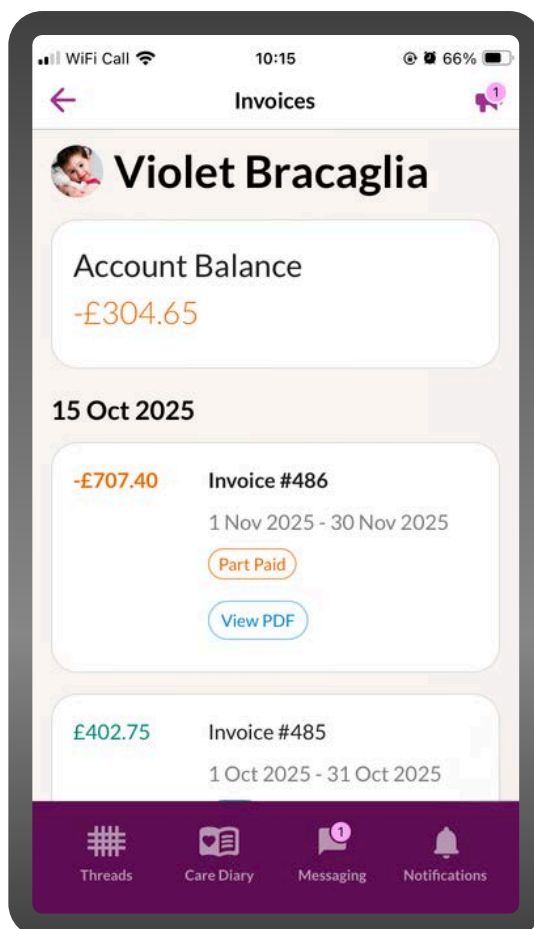 WiFi Call 10:15 66%
Invoices 1
Violet Bracaglia
Account Balance
-£304.65
15 Oct 2025
-£707.40 Invoice #486
1 Nov 2025 - 30 Nov 2025
Part Paid
View PDF
£402.75 Invoice #485
1 Oct 2025 - 31 Oct 2025
1
Threads Care Diary Messaging Notifications